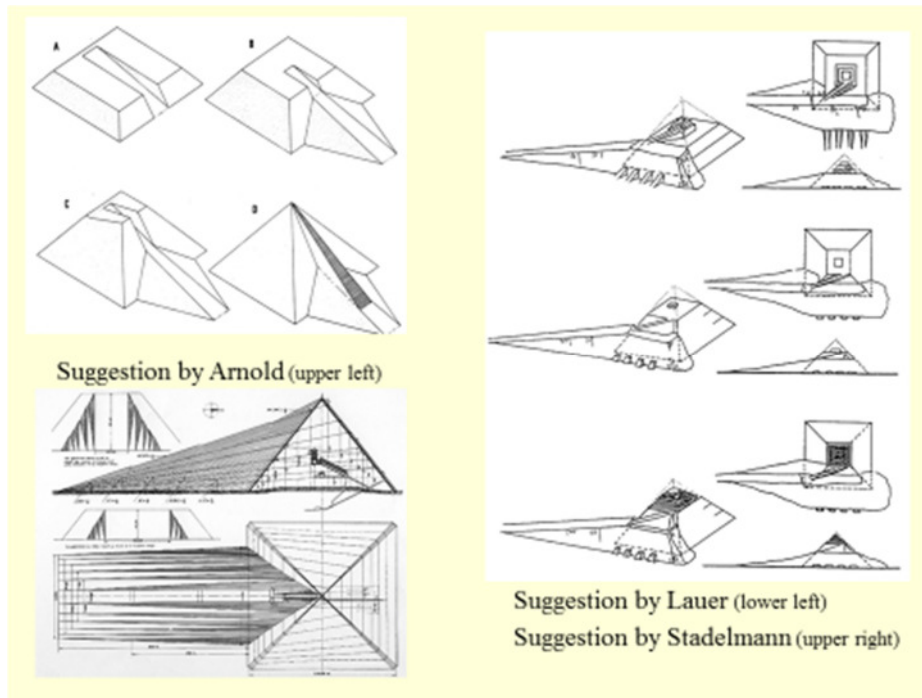 A
B
C
D
Suggestion by Arnold (upper left)
Suggestion by Lauer (lower left)
Suggestion by Stadelmann (upper right)